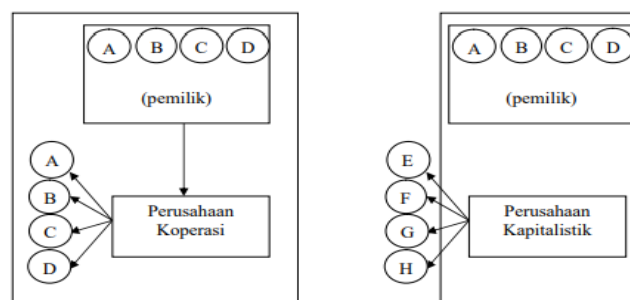 A B C D
(pemilik)
A
B
C
D
Perusahaan
Koperasi
A B C D
(pemilik)
E
F
G
H
Perusahaan
Kapitalistik